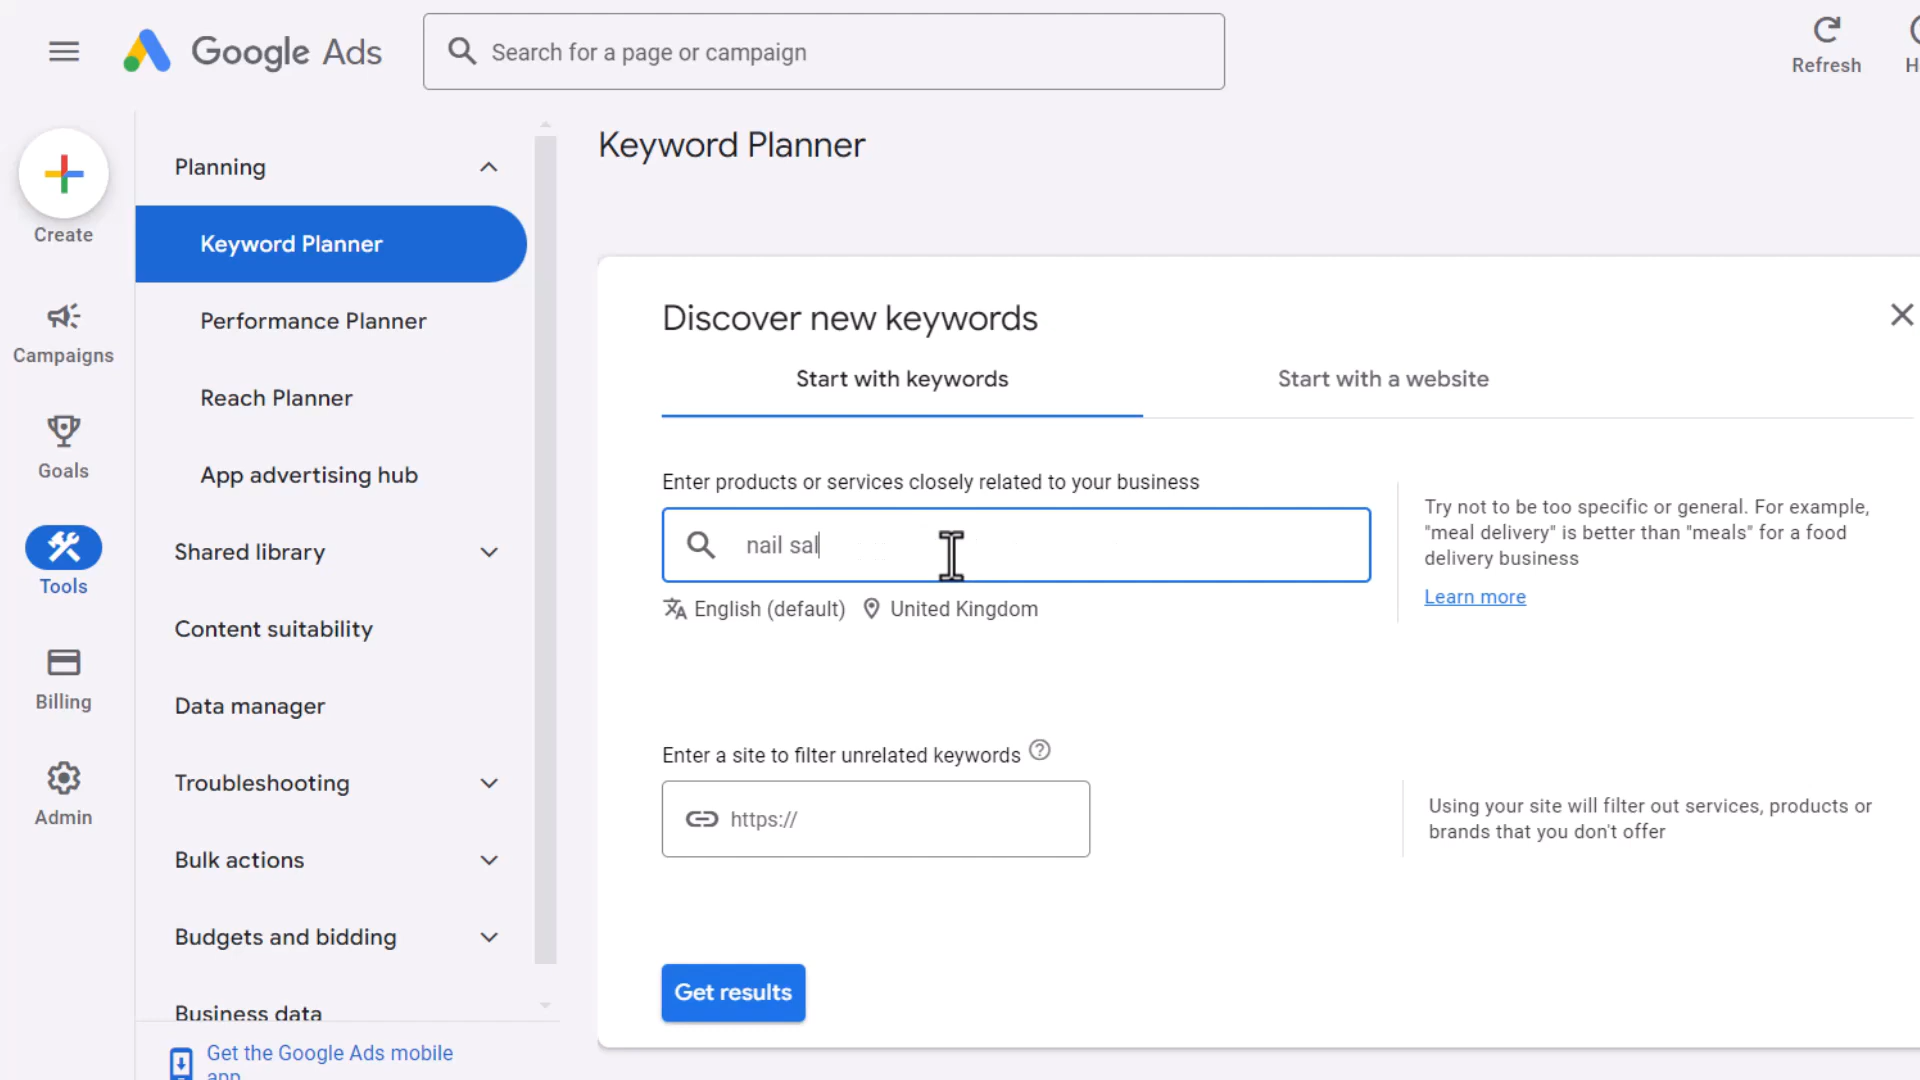 Google Ads
Search for a page or campaign
Refresh
Create
Campaigns
Goals
Tools
Billing
Admin
Planning
Keyword Planner
Performance Planner
Reach Planner
App advertising hub
Shared library
Content suitability
Data manager
Troubleshooting
Bulk actions
Budgets and bidding
Business data
Get the Google Ads mobile
app
Keyword Planner
Discover new keywords
Start with keywords
Start with a website
Enter products or services closely related to your business
nail sal
English (default)
United Kingdom
Try not to be too specific or general. For example,
"meal delivery" is better than "meals" for a food
delivery business
Learn more
Enter a site to filter unrelated keywords
https://
Using your site will filter out services, products or
brands that you don't offer
Get results